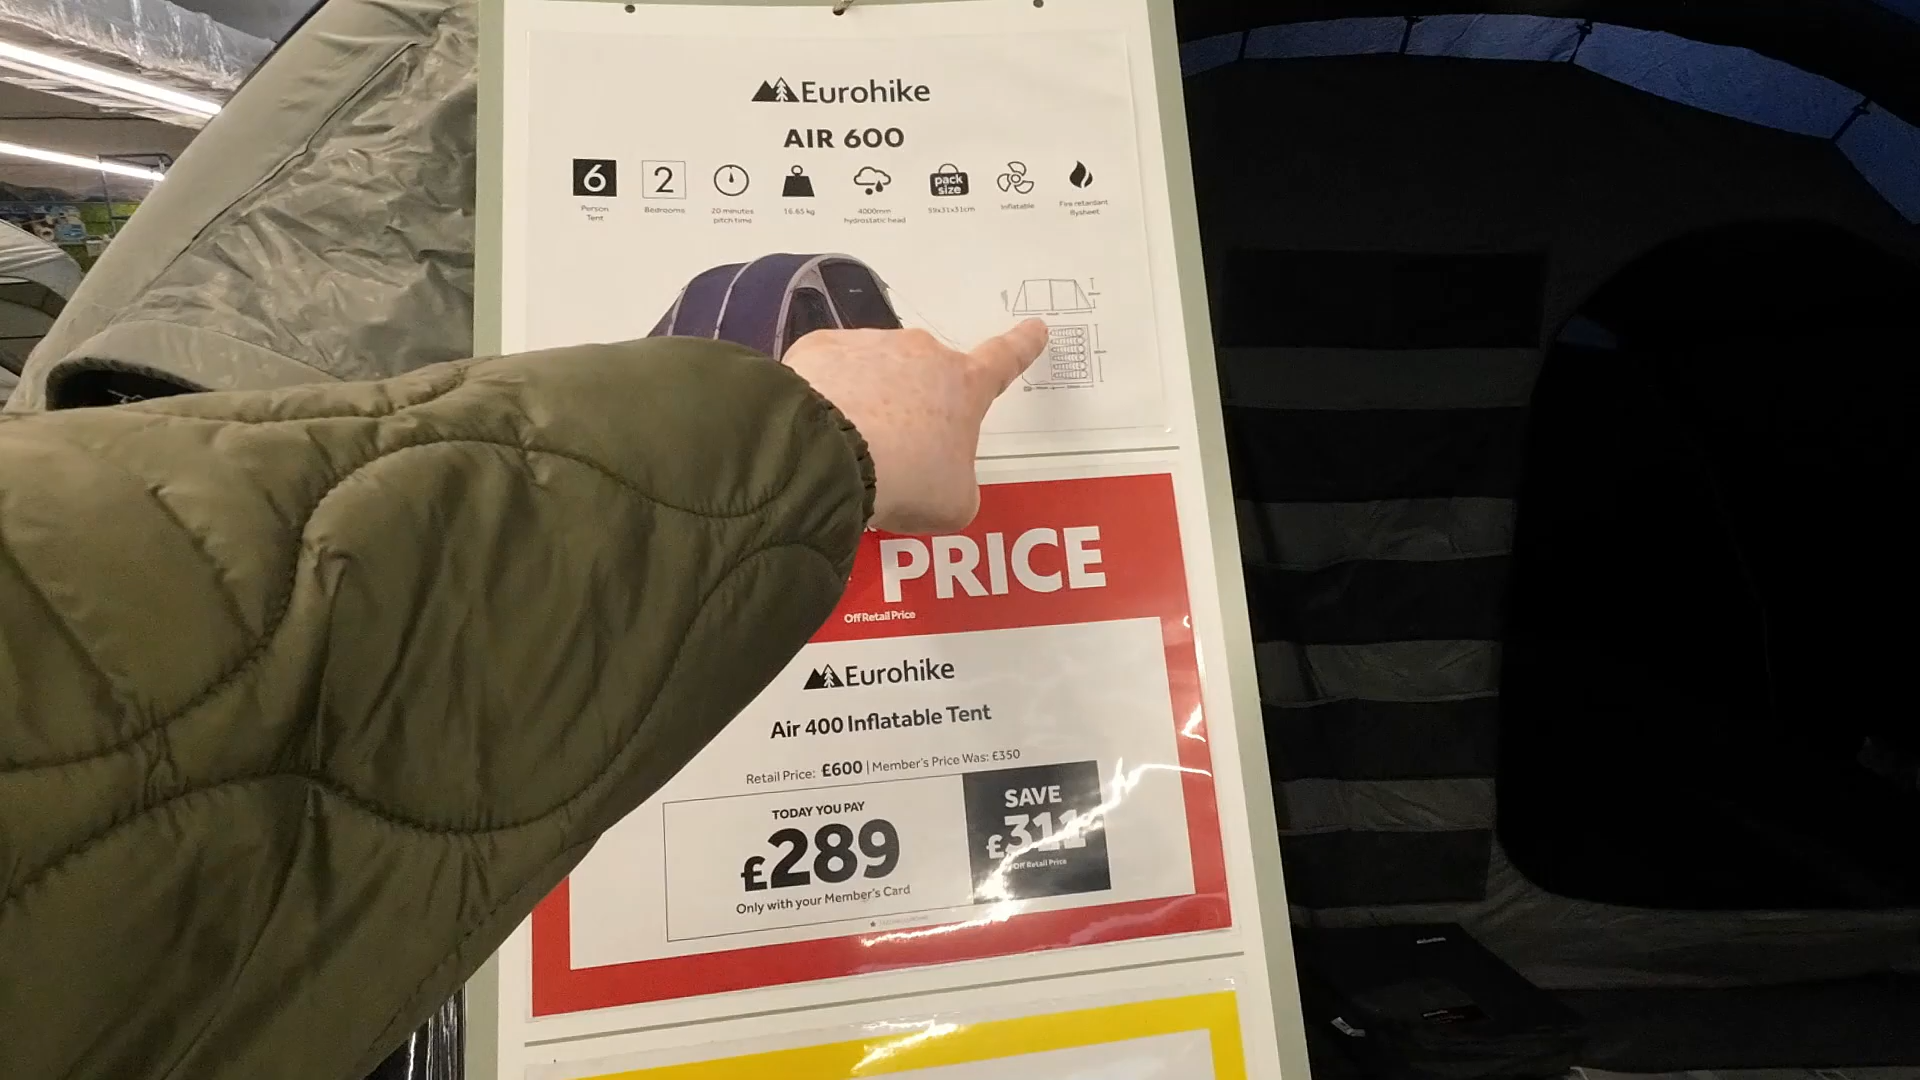 Eurohike
AIR 600
6
2
pack
size
Person
Tent
Bedrooms
20 minutes
pitch time
16.65 kg
4000mm
hydrostatic head
59x31x31cm
Inflatable
Fire retardant
flysheet
PRICE
Off Retail Price
Eurohike
Air 400 Inflatable Tent
Retail Price: £600 | Member's Price Was: £350
TODAY YOU PAY
£289
Only with your Member's Card
SAVE
£311
Off Retail Price